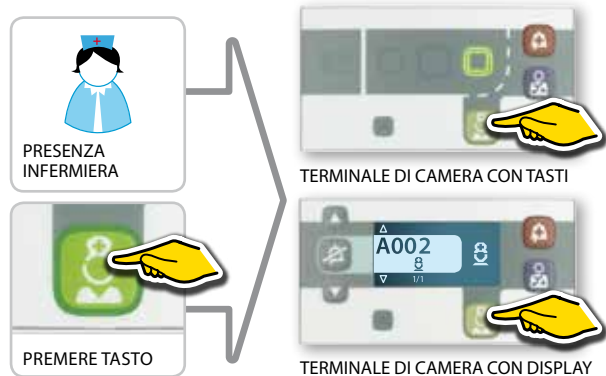 PRESENZA
INFERMIERA
PREMERE TASTO
TERMINALE DI CAMERA CON TASTI
A002
1/1
TERMINALE DI CAMERA CON DISPLAY